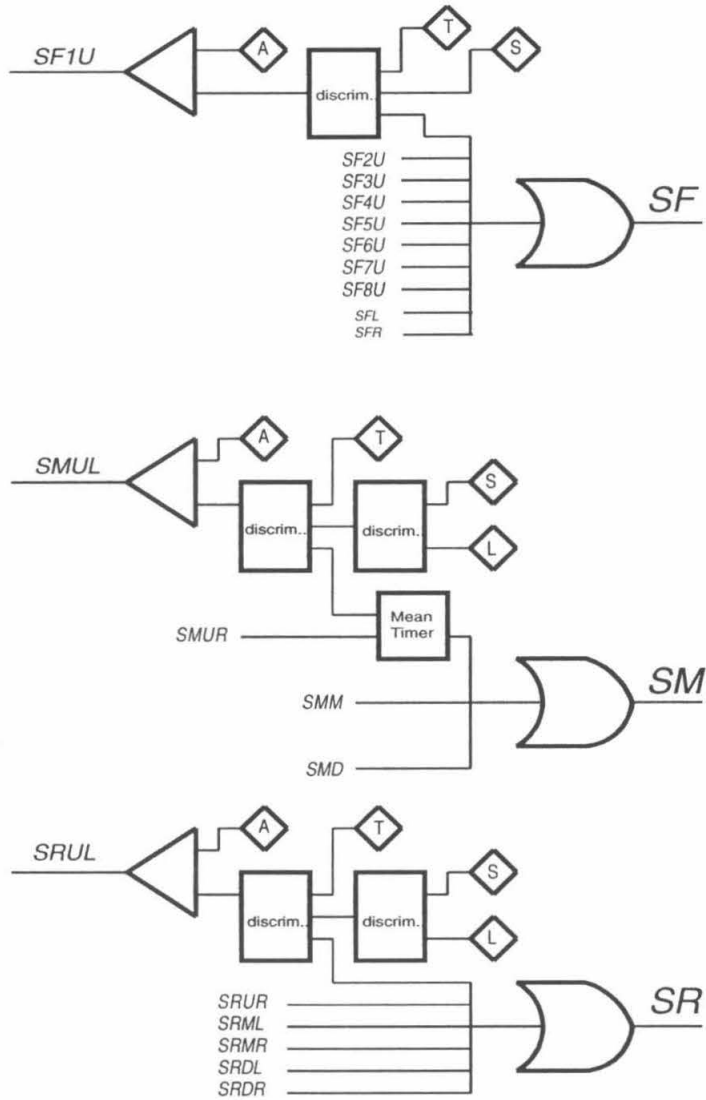 T
SF1U
A
S
discrim..
SF2U
SF3U
SF4U
SF
SF5U
SF6U
SF7U
SF8U
SFL
SFR
A
T
SMUL
S
discrim..
discrim..
L
Mean
Timer
SMUR
SM
SMM
SMD
A
T
SRUL
S
discrim..
discrim..
L
SRUR
SR
SRML
SRMR
SRDL
SRDR